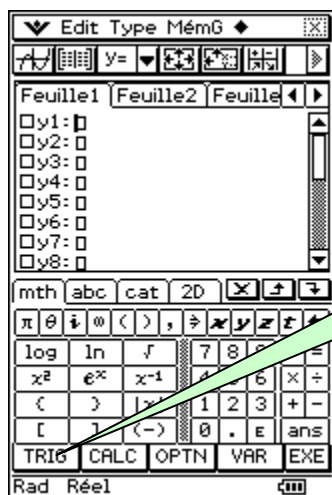 Edit Type MémG ◆
y=
Feuille1 Feuille2 Feuille
y1:
y2:
y3:
y4:
y5:
y6:
y7:
y8:
mth abc cat 2D
π θ i ∞ ( ) , ⇒ x y z t
log ln √ 7 8 =
x² eˣ x⁻¹ 4 6 × ÷
( ) |x| 1 2 3 + -
[ ] (-) 0 . E ans
TRIG CALC OPTN VAR EXE
Rad Réel